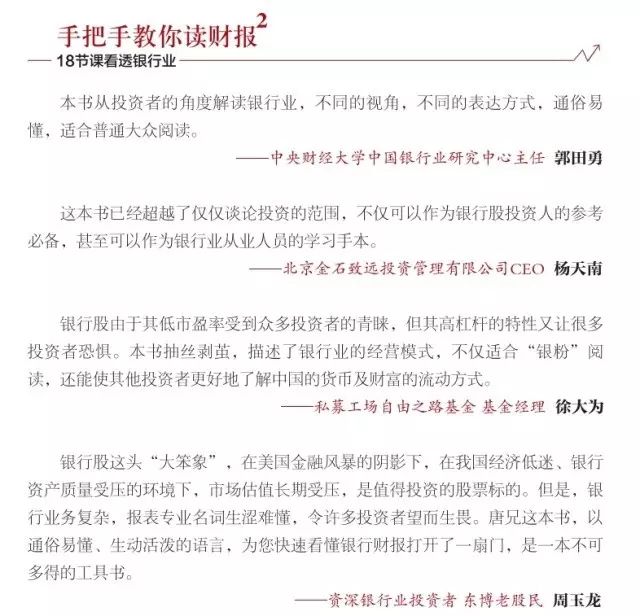 手把手教你读财报2
18节课看透银行业
本书从投资者的角度解读银行业，不同的视角，不同的表达方式，通俗易
懂，适合普通大众阅读。
——中央财经大学中国银行业研究中心主任 郭田勇
这本书已经超越了仅仅谈论投资的范围，不仅可以作为银行股投资人的参考
必备，甚至可以作为银行业从业人员的学习手本。
——北京金石致远投资管理有限公司CEO 杨天南
银行股由于其低市盈率受到众多投资者的青睐，但其高杠杆的特性又让很多
投资者恐惧。本书抽丝剥茧，描述了银行业的经营模式，不仅适合“银粉”阅
读，还能使其他投资者更好地了解中国的货币及财富的流动方式。
——私募工场自由之路基金 基金经理 徐大为
银行股这头“大笨象”，在美国金融风暴的阴影下，在我国经济低迷、银行
资产质量受压的环境下，市场估值长期受压，是值得投资的股票标的。但是，银
行业务复杂，报表专业名词生涩难懂，令许多投资者望而生畏。唐兄这本书，以
通俗易懂、生动活泼的语言，为您快速看懂银行财报打开了一扇门，是一本不可
多得的工具书。
——资深银行业投资者 东博老股民 周玉龙